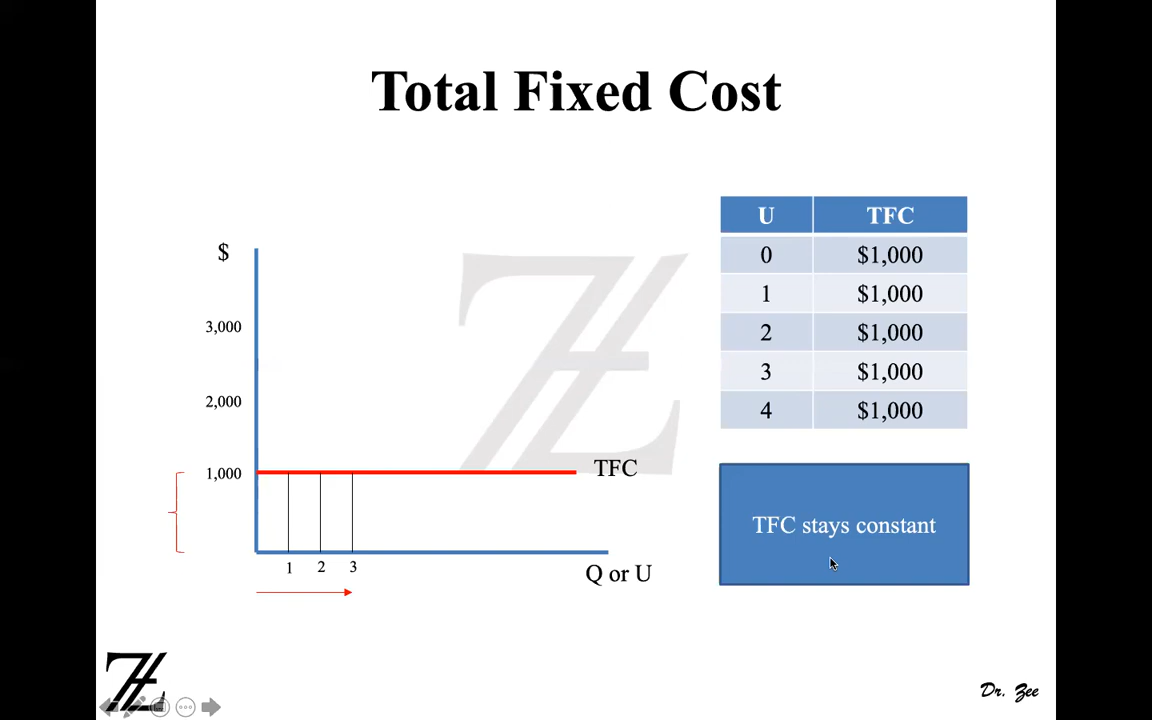 Total Fixed Cost
$
3,000
2,000
1,000
TFC
1 2 3
Q or U
U TFC
0 $1,000
1 $1,000
2 $1,000
3 $1,000
4 $1,000
TFC stays constant
Dr. Zee